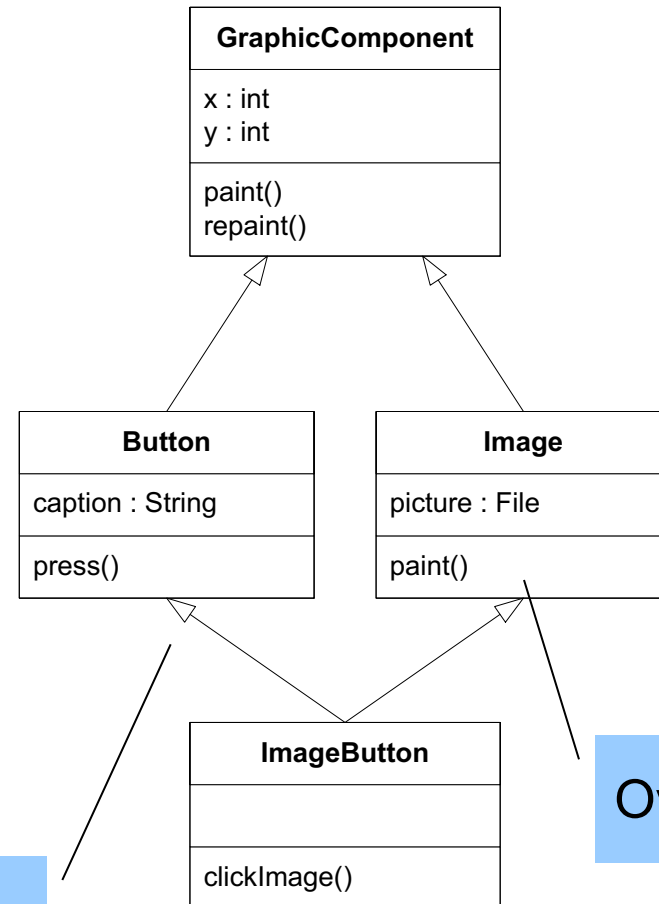 GraphicComponent
x : int
y : int
paint()
repaint()
Button
caption : String
press()
Image
picture : File
paint()
ImageButton
clickImage()